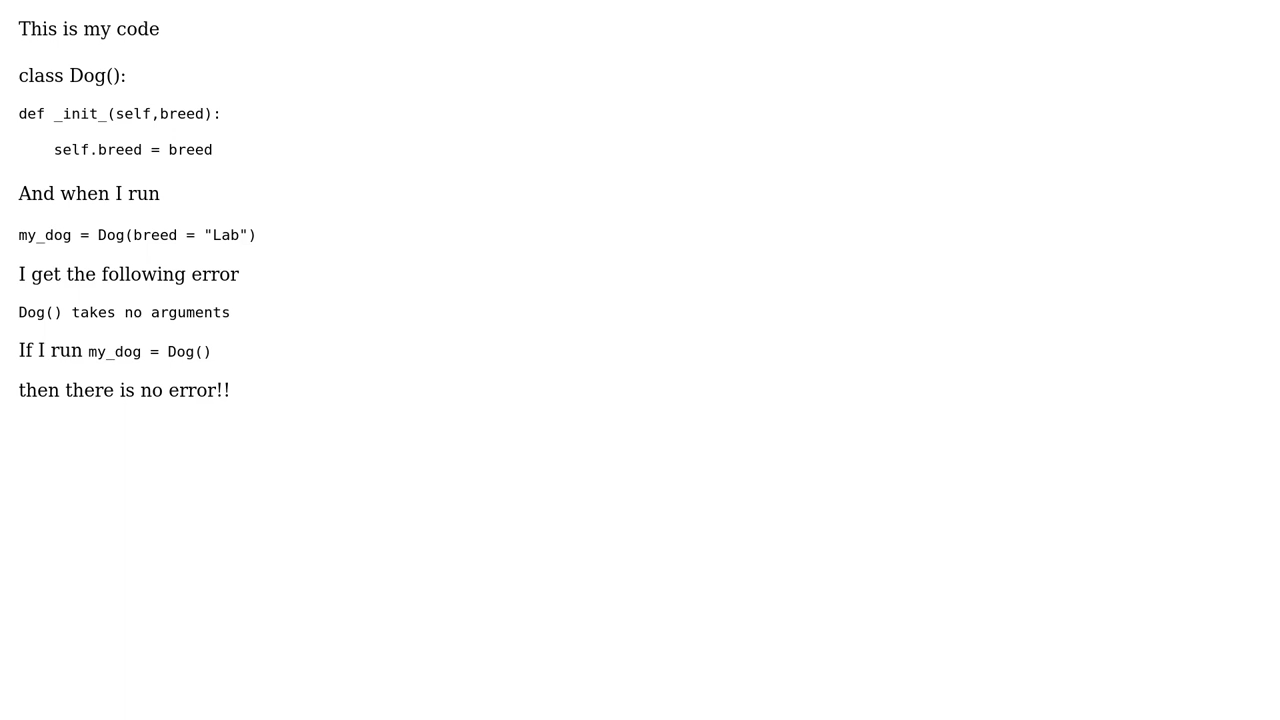 This is my code
class Dog():
def _init_(self,breed):
    self.breed = breed
And when I run
my_dog = Dog(breed = "Lab")
I get the following error
Dog() takes no arguments
If I run my_dog = Dog()
then there is no error!!